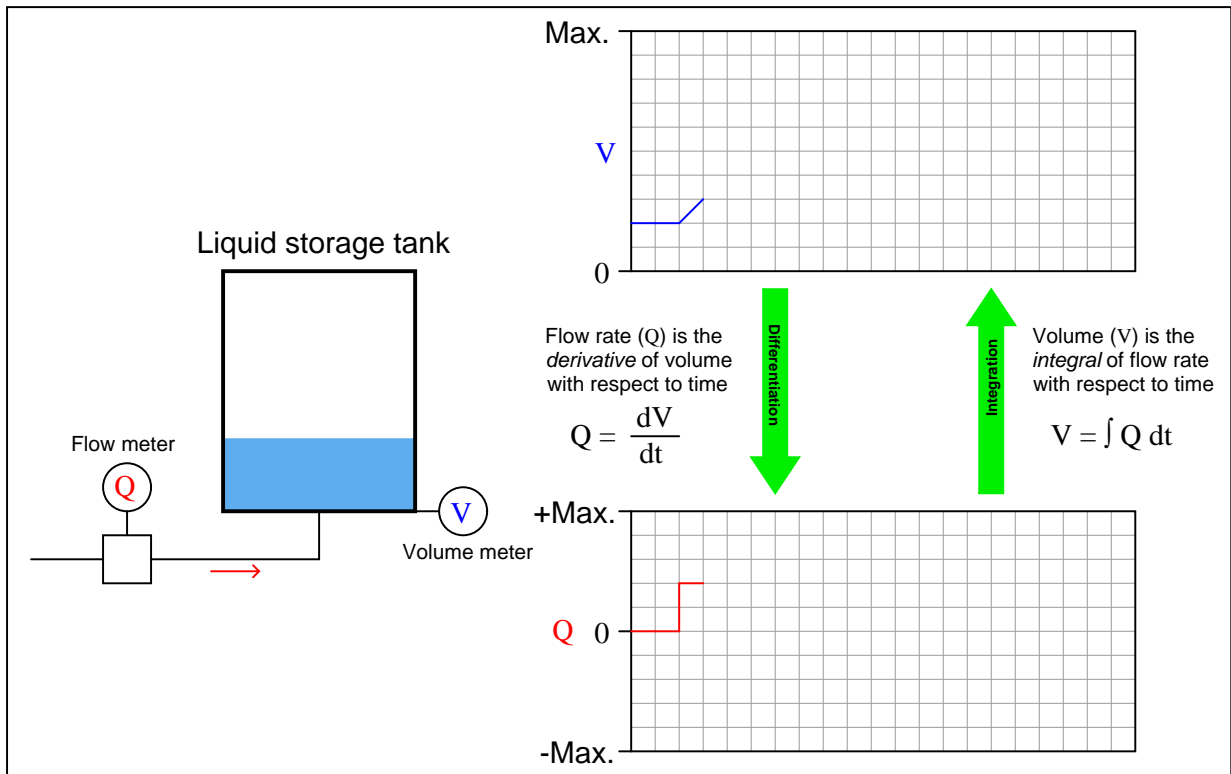 Max.
V
0
Liquid storage tank
Flow meter
Q
V
Volume meter
Flow rate (Q) is the
derivative of volume
with respect to time
Q = dV
dt
Differentiation
Integration
Volume (V) is the
integral of flow rate
with respect to time
V = ∫ Q dt
+Max.
Q 0
-Max.